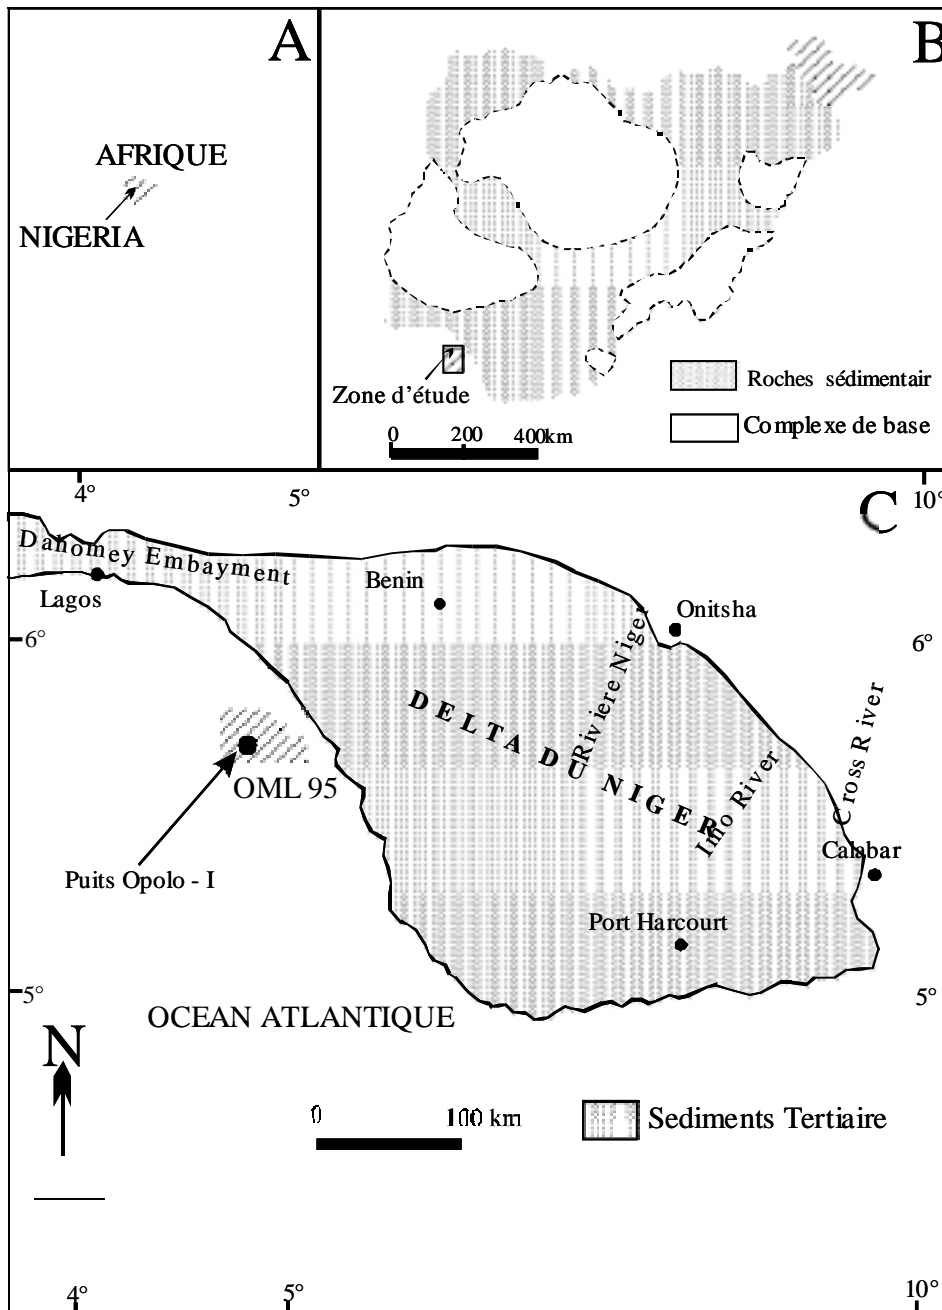 A
AFRIQUE
NIGERIA
B
Zone d'étude
Roches sédimentair
Complexe de base
0 200 400km
4° 5° 10°
C
Dahomey Embayment
Lagos
Benin
Onitsha
6° 6°
Riviere Niger
DELTA DU NIGER
Imo River
Cross River
OML 95
Puits Opolo - I
Calabar
Port Harcourt
5° 5°
OCEAN ATLANTIQUE
N
0 100 km
Sediments Tertiaire
4° 5° 10°